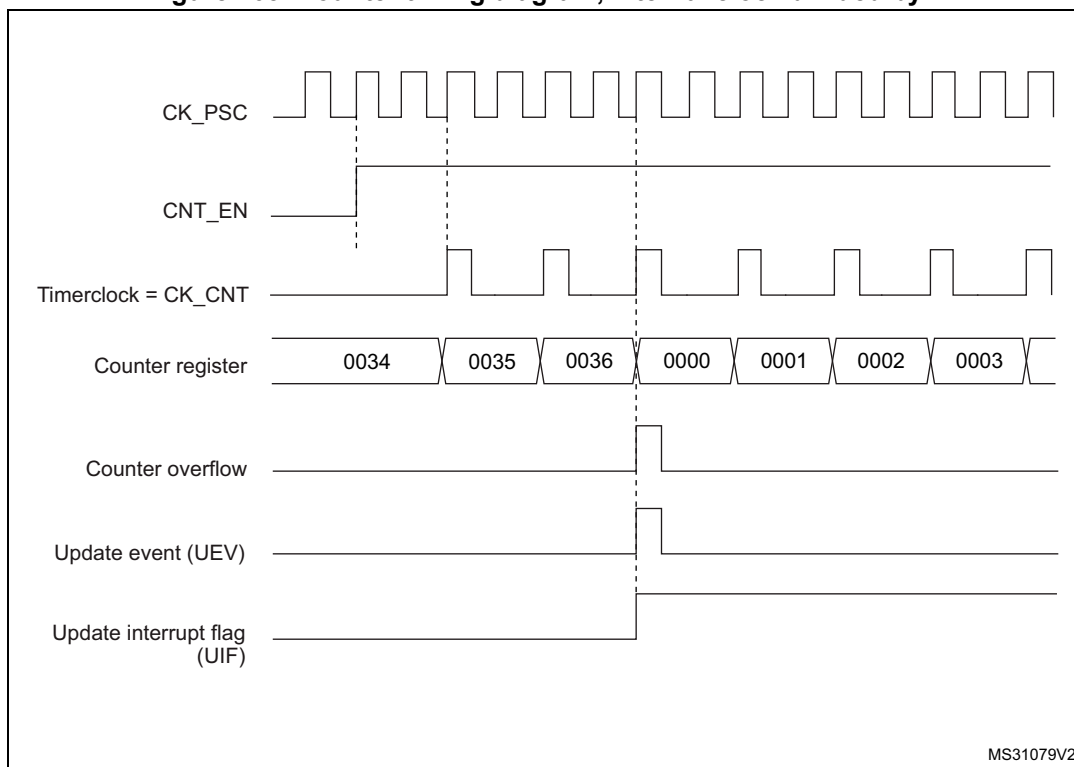 CK_PSC
CNT_EN
Timerclock = CK_CNT
Counter register
0034 0035 0036 0000 0001 0002 0003
Counter overflow
Update event (UEV)
Update interrupt flag
(UIF)
MS31079V2